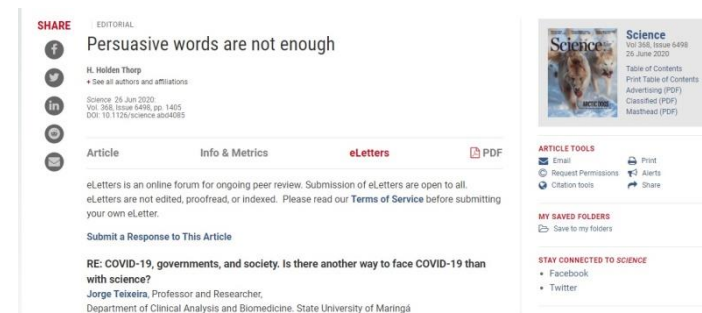 SHARE
EDITORIAL
Persuasive words are not enough
H. Holden Thorp
+ See all authors and affiliations
Science 26 Jun 2020:
Vol. 368, Issue 6498, pp. 1405
DOI: 10.1126/science.abd4085
Article Info & Metrics eLetters PDF
eLetters is an online forum for ongoing peer review. Submission of eLetters are open to all.
eLetters are not edited, proofread, or indexed. Please read our Terms of Service before submitting
your own eLetter.
Submit a Response to This Article
RE: COVID-19, governments, and society. Is there another way to face COVID-19 than
with science?
Jorge Teixeira, Professor and Researcher,
Department of Clinical Analysis and Biomedicine. State University of Maringá
Science
ARCTIC DOGS
Science
Vol 368, Issue 6498
26 June 2020
Table of Contents
Print Table of Contents
Advertising (PDF)
Classified (PDF)
Masthead (PDF)
ARTICLE TOOLS
Email Print
Request Permissions Alerts
Citation tools Share
MY SAVED FOLDERS
Save to my folders
STAY CONNECTED TO SCIENCE
Facebook
Twitter